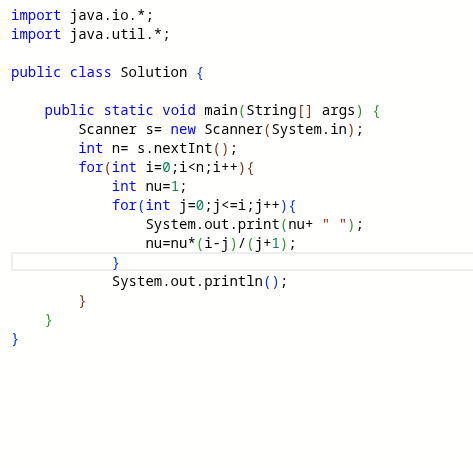 import java.io.*;
import java.util.*;

public class Solution {

    public static void main(String[] args) {
        Scanner s= new Scanner(System.in);
        int n= s.nextInt();
        for(int i=0;i<n;i++){
            int nu=1;
            for(int j=0;j<=i;j++){
                System.out.print(nu+ " ");
                nu=nu*(i-j)/(j+1);
            }
            System.out.println();
        }
    }
}